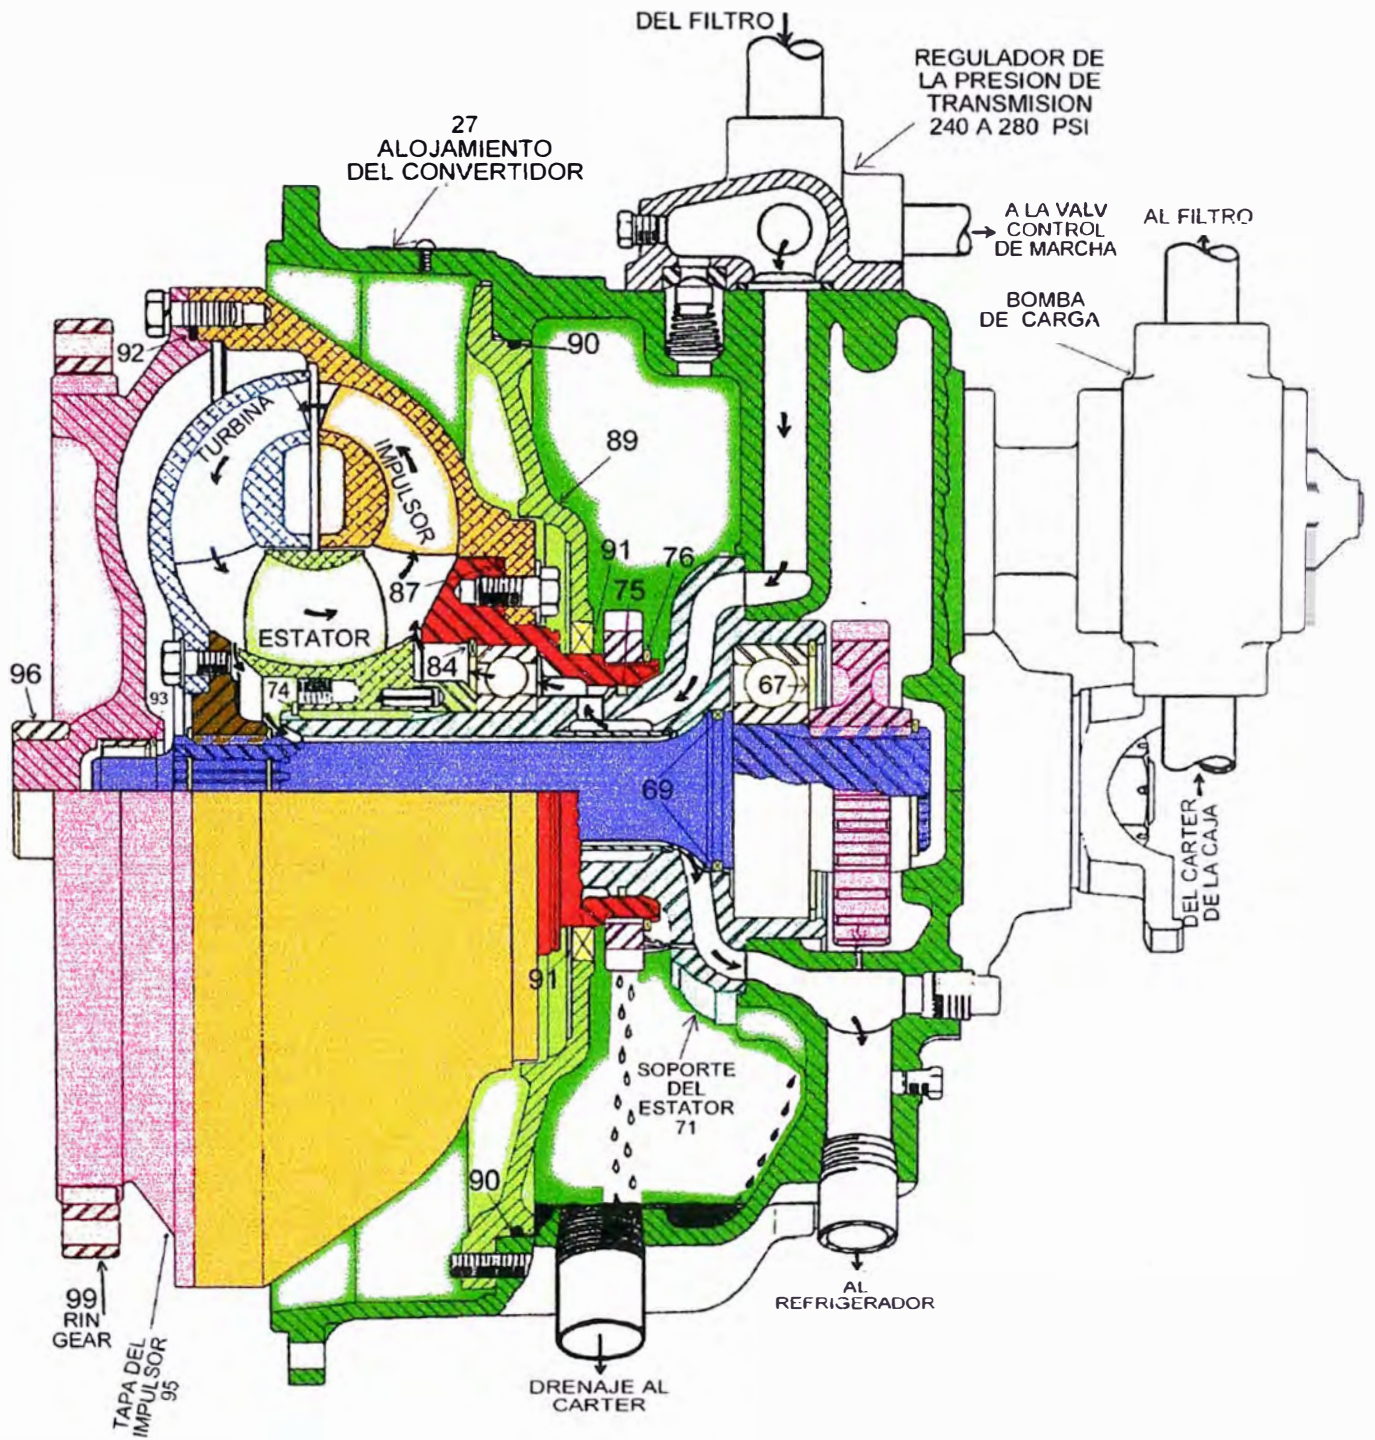 DEL FILTRO
REGULADOR DE
LA PRESION DE
TRANSMISION
240 A 280 PSI
27
ALOJAMIENTO
DEL CONVERTIDOR
A LA VALV
CONTROL
DE MARCHA
AL FILTRO
BOMBA
DE CARGA
92
90
TURBINA
IMPULSOR
89
91
76
75
87
ESTATOR
84
67
74
96
93
69
DEL CARTER
DE LA CAJA
91
SOPORTE
DEL
ESTATOR
71
90
99
RIN
GEAR
TAPA DEL
IMPULSOR
95
AL
REFRIGERADOR
DRENAJE AL
CARTER